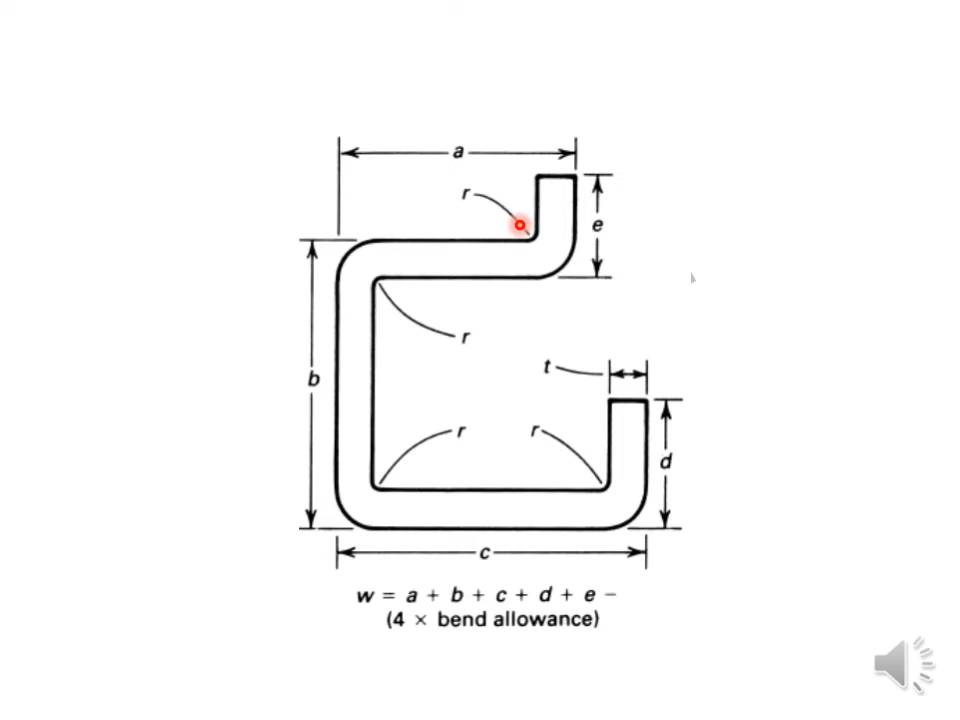 a
r
e
r
t
b
r
r
d
c
w = a + b + c + d + e −
(4 × bend allowance)